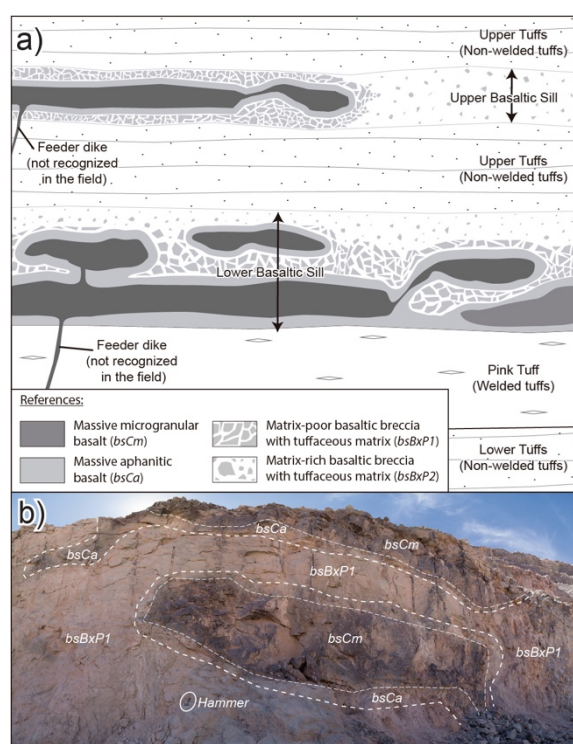 a)
Upper Tuffs
(Non-welded tuffs)
Upper Basaltic Sill
Feeder dike
(not recognized
in the field)
Upper Tuffs
(Non-welded tuffs)
Lower Basaltic Sill
Feeder dike
(not recognized
in the field)
Pink Tuff
(Welded tuffs)
Lower Tuffs
(Non-welded tuffs)
References:
Massive microgranular
basalt (bsCm)
Matrix-poor basaltic breccia
with tuffaceous matrix (bsBxP1)
Massive aphanitic
basalt (bsCa)
Matrix-rich basaltic breccia
with tuffaceous matrix (bsBxP2)
b)
bsCa
bsCa
bsCm
bsBxP1
bsBxP1
bsCm
bsBxP1
bsCa
Hammer